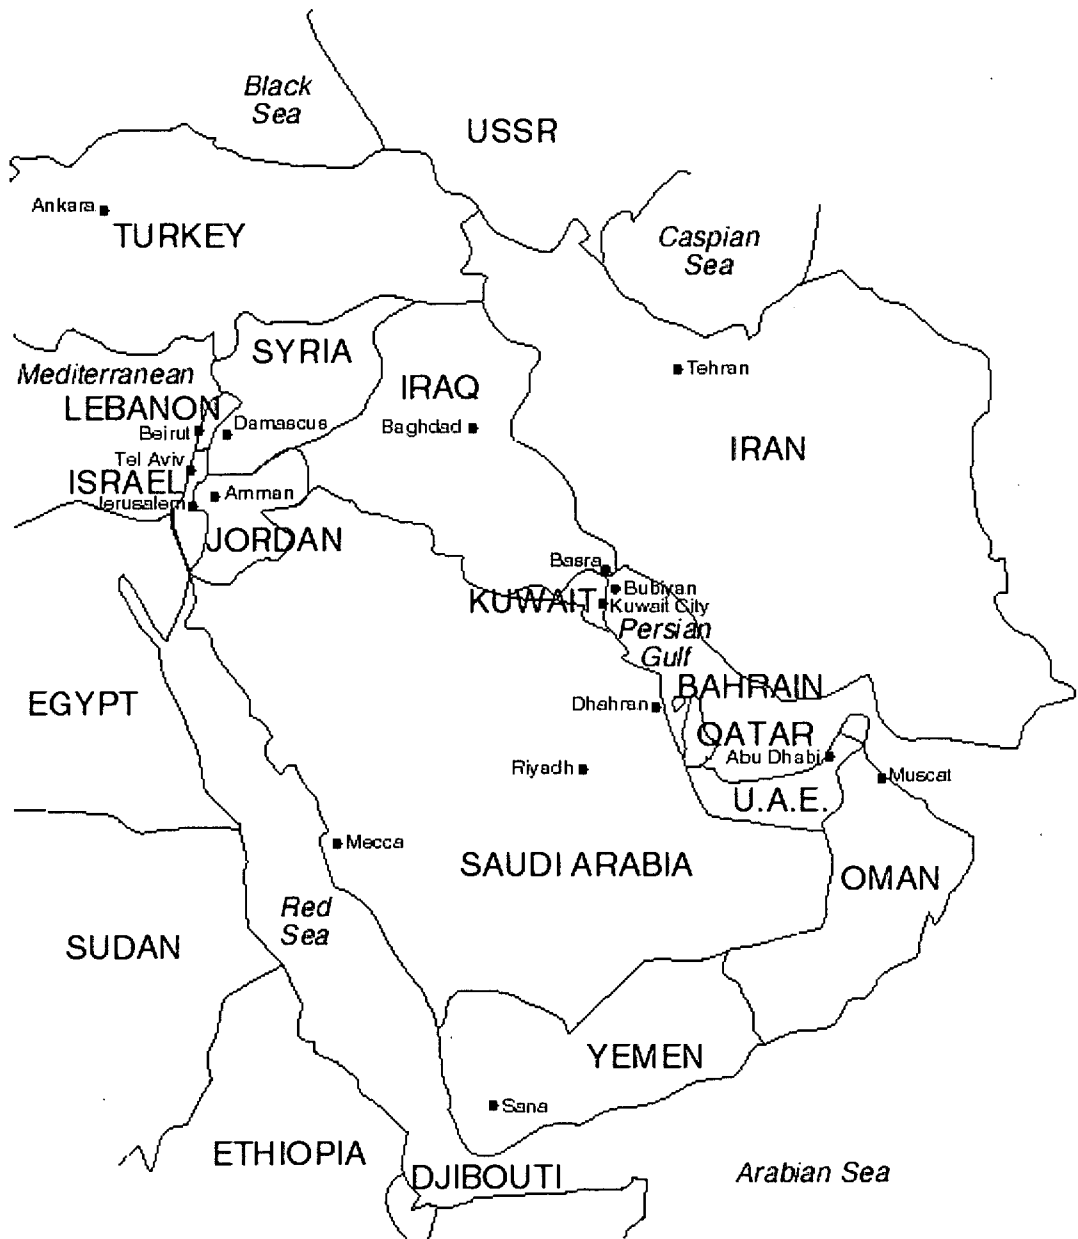 Black
Sea
USSR
Ankara
TURKEY
Caspian
Sea
SYRIA
Mediterranean
Tehran
IRAQ
LEBANON
Damascus
Beirut
Baghdad
IRAN
Tel Aviv
ISRAEL
Amman
Jerusalem
JORDAN
Basra
Bubiyan
KUWAIT
Kuwait City
Persian
Gulf
BAHRAIN
EGYPT
Dhahran
QATAR
Abu Dhabi
Riyadh
Muscat
U.A.E.
Mecca
SAUDI ARABIA
OMAN
Red
Sea
SUDAN
YEMEN
Sana
ETHIOPIA
DJIBOUTI
Arabian Sea